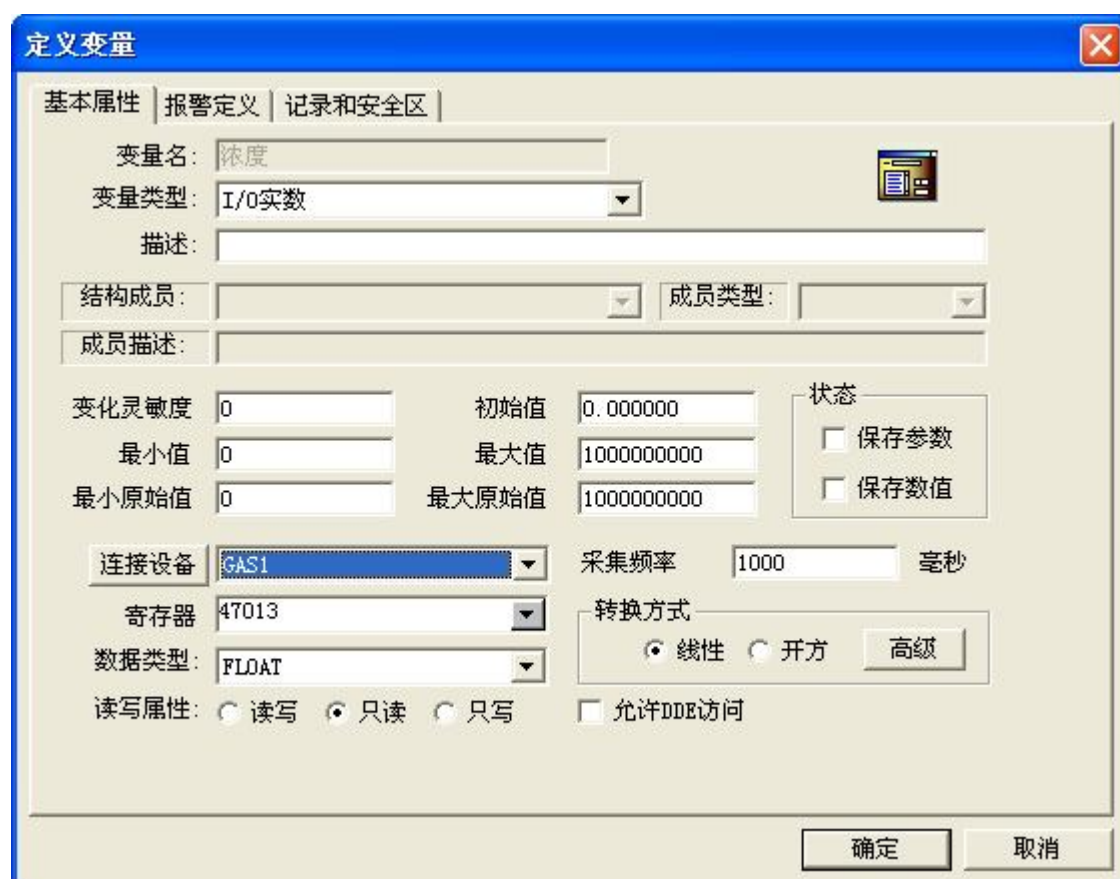 定义变量
基本属性 报警定义 记录和安全区
变量名: 浓度
变量类型: I/O实数
描述:
结构成员: 成员类型:
成员描述:
变化灵敏度 0 初始值 0.000000 状态
最小值 0 最大值 1000000000 保存参数
最小原始值 0 最大原始值 1000000000 保存数值
连接设备 GAS1 采集频率 1000 毫秒
寄存器 47013 转换方式
数据类型: FLOAT 线性 开方 高级
读写属性: 读写 只读 只写 允许DDE访问
确定 取消